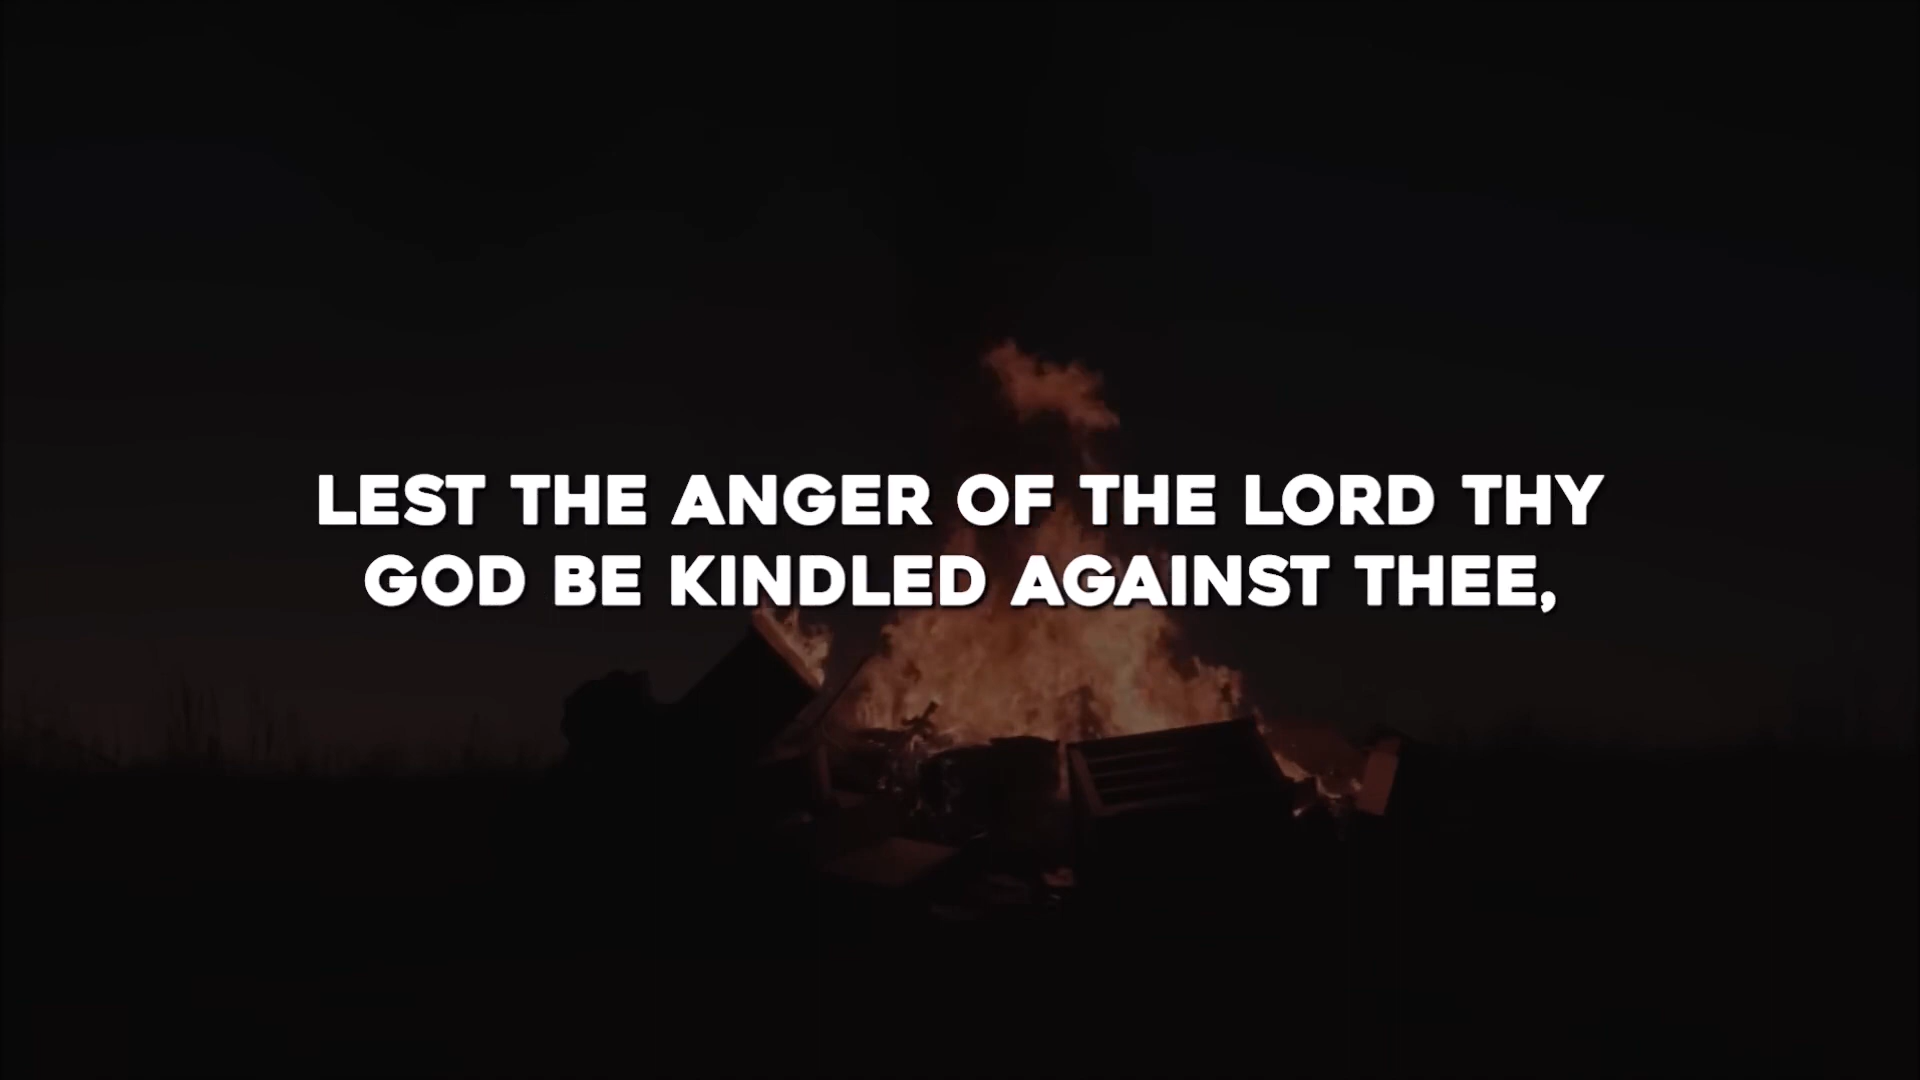 LEST THE ANGER OF THE LORD THY
GOD BE KINDLED AGAINST THEE,